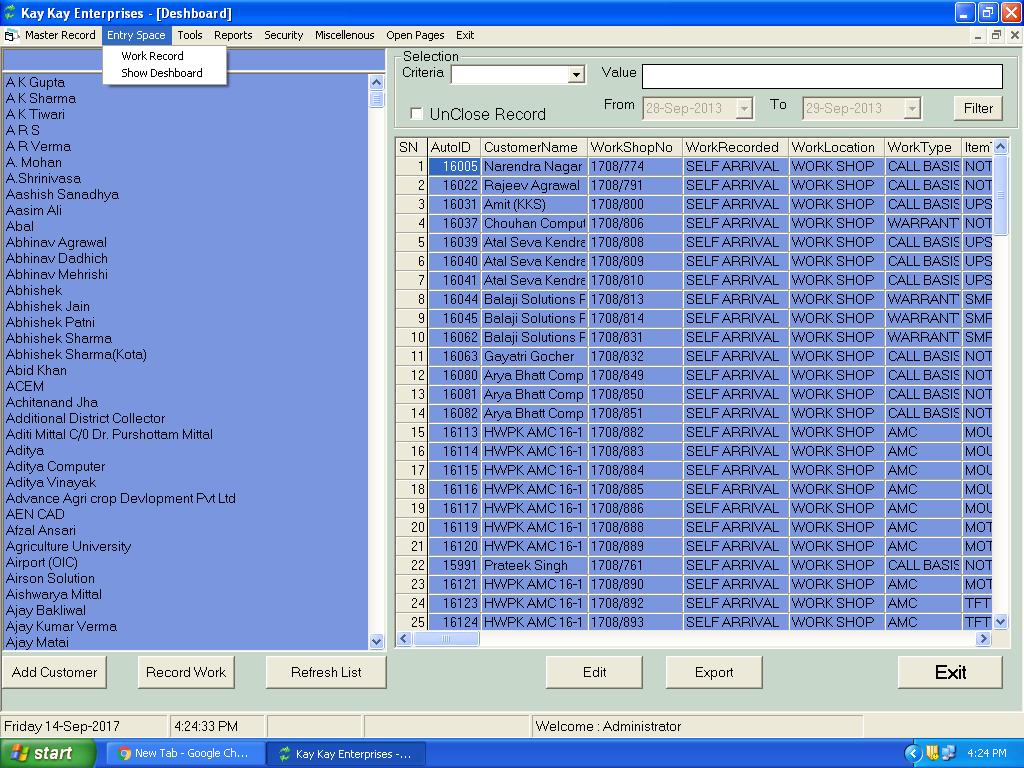 Kay Kay Enterprises - [Deshboard]
Master Record Entry Space Tools Reports Security Miscellenous Open Pages Exit
Work Record
Show Deshboard
A K Gupta
A K Sharma
A K Tiwari
A R S
A R Verma
A. Mohan
A.Shrinivasa
Aashish Sanadhya
Aasim Ali
Abal
Abhinav Agrawal
Abhinav Dadhich
Abhinav Mehrishi
Abhishek
Abhishek Jain
Abhishek Patni
Abhishek Sharma
Abhishek Sharma(Kota)
Abid Khan
ACEM
Achitanand Jha
Additional District Collector
Aditi Mittal C/0 Dr. Purshottam Mittal
Aditya
Aditya Computer
Aditya Vinayak
Advance Agri crop Devlopment Pvt Ltd
AEN CAD
Afzal Ansari
Agriculture University
Airport (OIC)
Airson Solution
Aishwarya Mittal
Ajay Bakliwal
Ajay Kumar Verma
Ajay Matai
Selection
Criteria Value
UnClose Record From 28-Sep-2013 To 29-Sep-2013 Filter
SN AutoID CustomerName WorkShopNo WorkRecorded WorkLocation WorkType ItemT
1 16005 Narendra Nagar 1708/774 SELF ARRIVAL WORK SHOP CALL BASIS NOT
2 16022 Rajeev Agrawal 1708/791 SELF ARRIVAL WORK SHOP CALL BASIS NOT
3 16031 Amit (KKS) 1708/800 SELF ARRIVAL WORK SHOP CALL BASIS UPS
4 16037 Chouhan Comput 1708/806 SELF ARRIVAL WORK SHOP WARRANT NOT
5 16039 Atal Seva Kendra 1708/808 SELF ARRIVAL WORK SHOP CALL BASIS UPS
6 16040 Atal Seva Kendra 1708/809 SELF ARRIVAL WORK SHOP CALL BASIS UPS
7 16041 Atal Seva Kendra 1708/810 SELF ARRIVAL WORK SHOP CALL BASIS UPS
8 16044 Balaji Solutions P 1708/813 SELF ARRIVAL WORK SHOP WARRANT SMP
9 16045 Balaji Solutions P 1708/814 SELF ARRIVAL WORK SHOP WARRANT SMP
10 16062 Balaji Solutions P 1708/831 SELF ARRIVAL WORK SHOP WARRANT SMP
11 16063 Gayatri Gocher 1708/832 SELF ARRIVAL WORK SHOP CALL BASIS NOT
12 16080 Arya Bhatt Comp 1708/849 SELF ARRIVAL WORK SHOP CALL BASIS NOT
13 16081 Arya Bhatt Comp 1708/850 SELF ARRIVAL WORK SHOP CALL BASIS NOT
14 16082 Arya Bhatt Comp 1708/851 SELF ARRIVAL WORK SHOP CALL BASIS NOT
15 16113 HWPK AMC 16-1 1708/882 SELF ARRIVAL WORK SHOP AMC MOU
16 16114 HWPK AMC 16-1 1708/883 SELF ARRIVAL WORK SHOP AMC MOU
17 16115 HWPK AMC 16-1 1708/884 SELF ARRIVAL WORK SHOP AMC MOU
18 16116 HWPK AMC 16-1 1708/885 SELF ARRIVAL WORK SHOP AMC MOU
19 16117 HWPK AMC 16-1 1708/886 SELF ARRIVAL WORK SHOP AMC MOU
20 16119 HWPK AMC 16-1 1708/888 SELF ARRIVAL WORK SHOP AMC MOT
21 16120 HWPK AMC 16-1 1708/889 SELF ARRIVAL WORK SHOP AMC MOT
22 15991 Prateek Singh 1708/761 SELF ARRIVAL WORK SHOP CALL BASIS NOT
23 16121 HWPK AMC 16-1 1708/890 SELF ARRIVAL WORK SHOP AMC MOT
24 16123 HWPK AMC 16-1 1708/892 SELF ARRIVAL WORK SHOP AMC TFT
25 16124 HWPK AMC 16-1 1708/893 SELF ARRIVAL WORK SHOP AMC TFT
Add Customer Record Work Refresh List Edit Export Exit
Friday 14-Sep-2017 4:24:33 PM Welcome : Administrator
start New Tab - Google Ch... Kay Kay Enterprises -... 4:24 PM